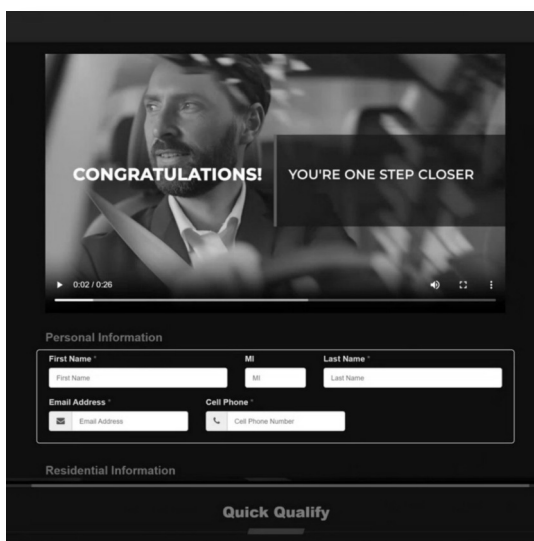 CONGRATULATIONS! YOU'RE ONE STEP CLOSER
0:02 / 0:26
Personal Information
First Name * MI Last Name *
First Name MI Last Name
Email Address * Cell Phone *
Email Address Cell Phone Number
Residential Information
Quick Qualify